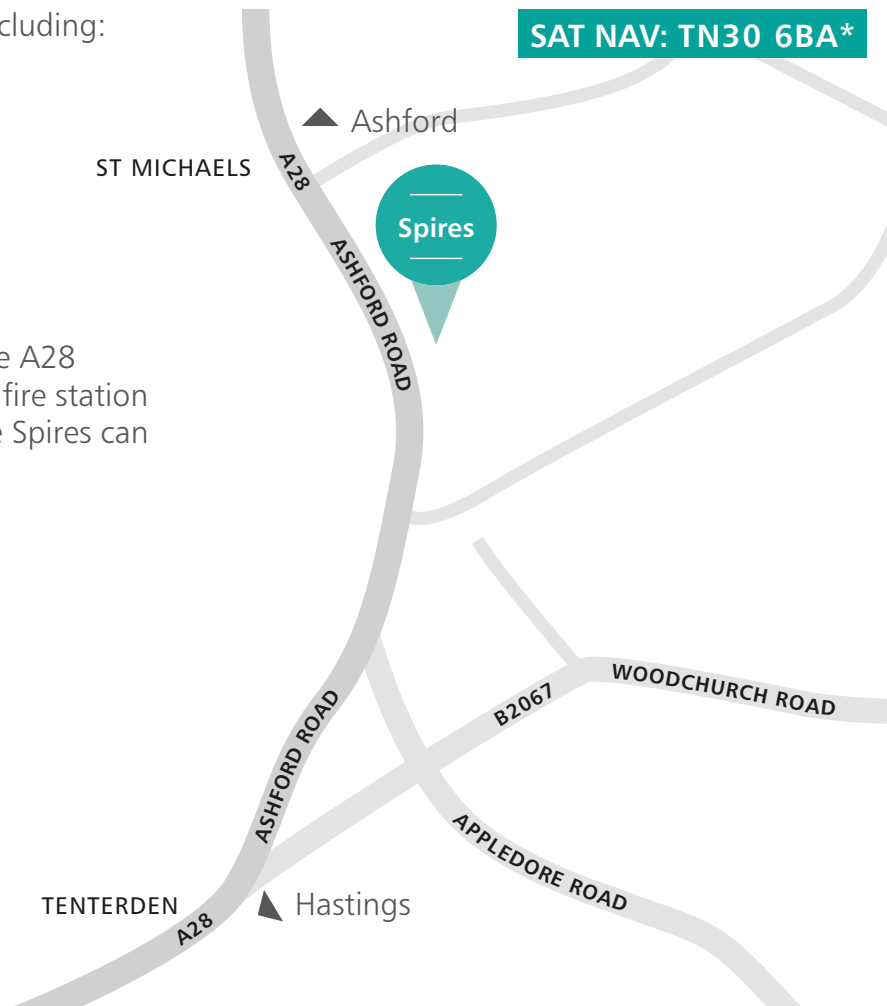 cluding:
SAT NAV: TN30 6BA*
Ashford
ST MICHAELS
A28
Spires
ASHFORD ROAD
e A28
fire station
e Spires can
WOODCHURCH ROAD
B2067
ASHFORD ROAD
APPLEDORE ROAD
TENTERDEN
Hastings
A28